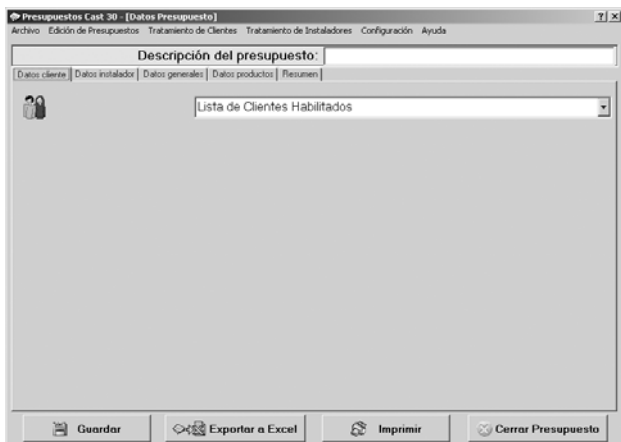 Presupuestos Cast 30 - [Datos Presupuesto]
Archivo Edición de Presupuestos Tratamiento de Clientes Tratamiento de Instaladores Configuración Ayuda
Descripción del presupuesto:
Datos cliente Datos instalador Datos generales Datos productos Resumen
Lista de Clientes Habilitados
Guardar Exportar a Excel Imprimir Cerrar Presupuesto